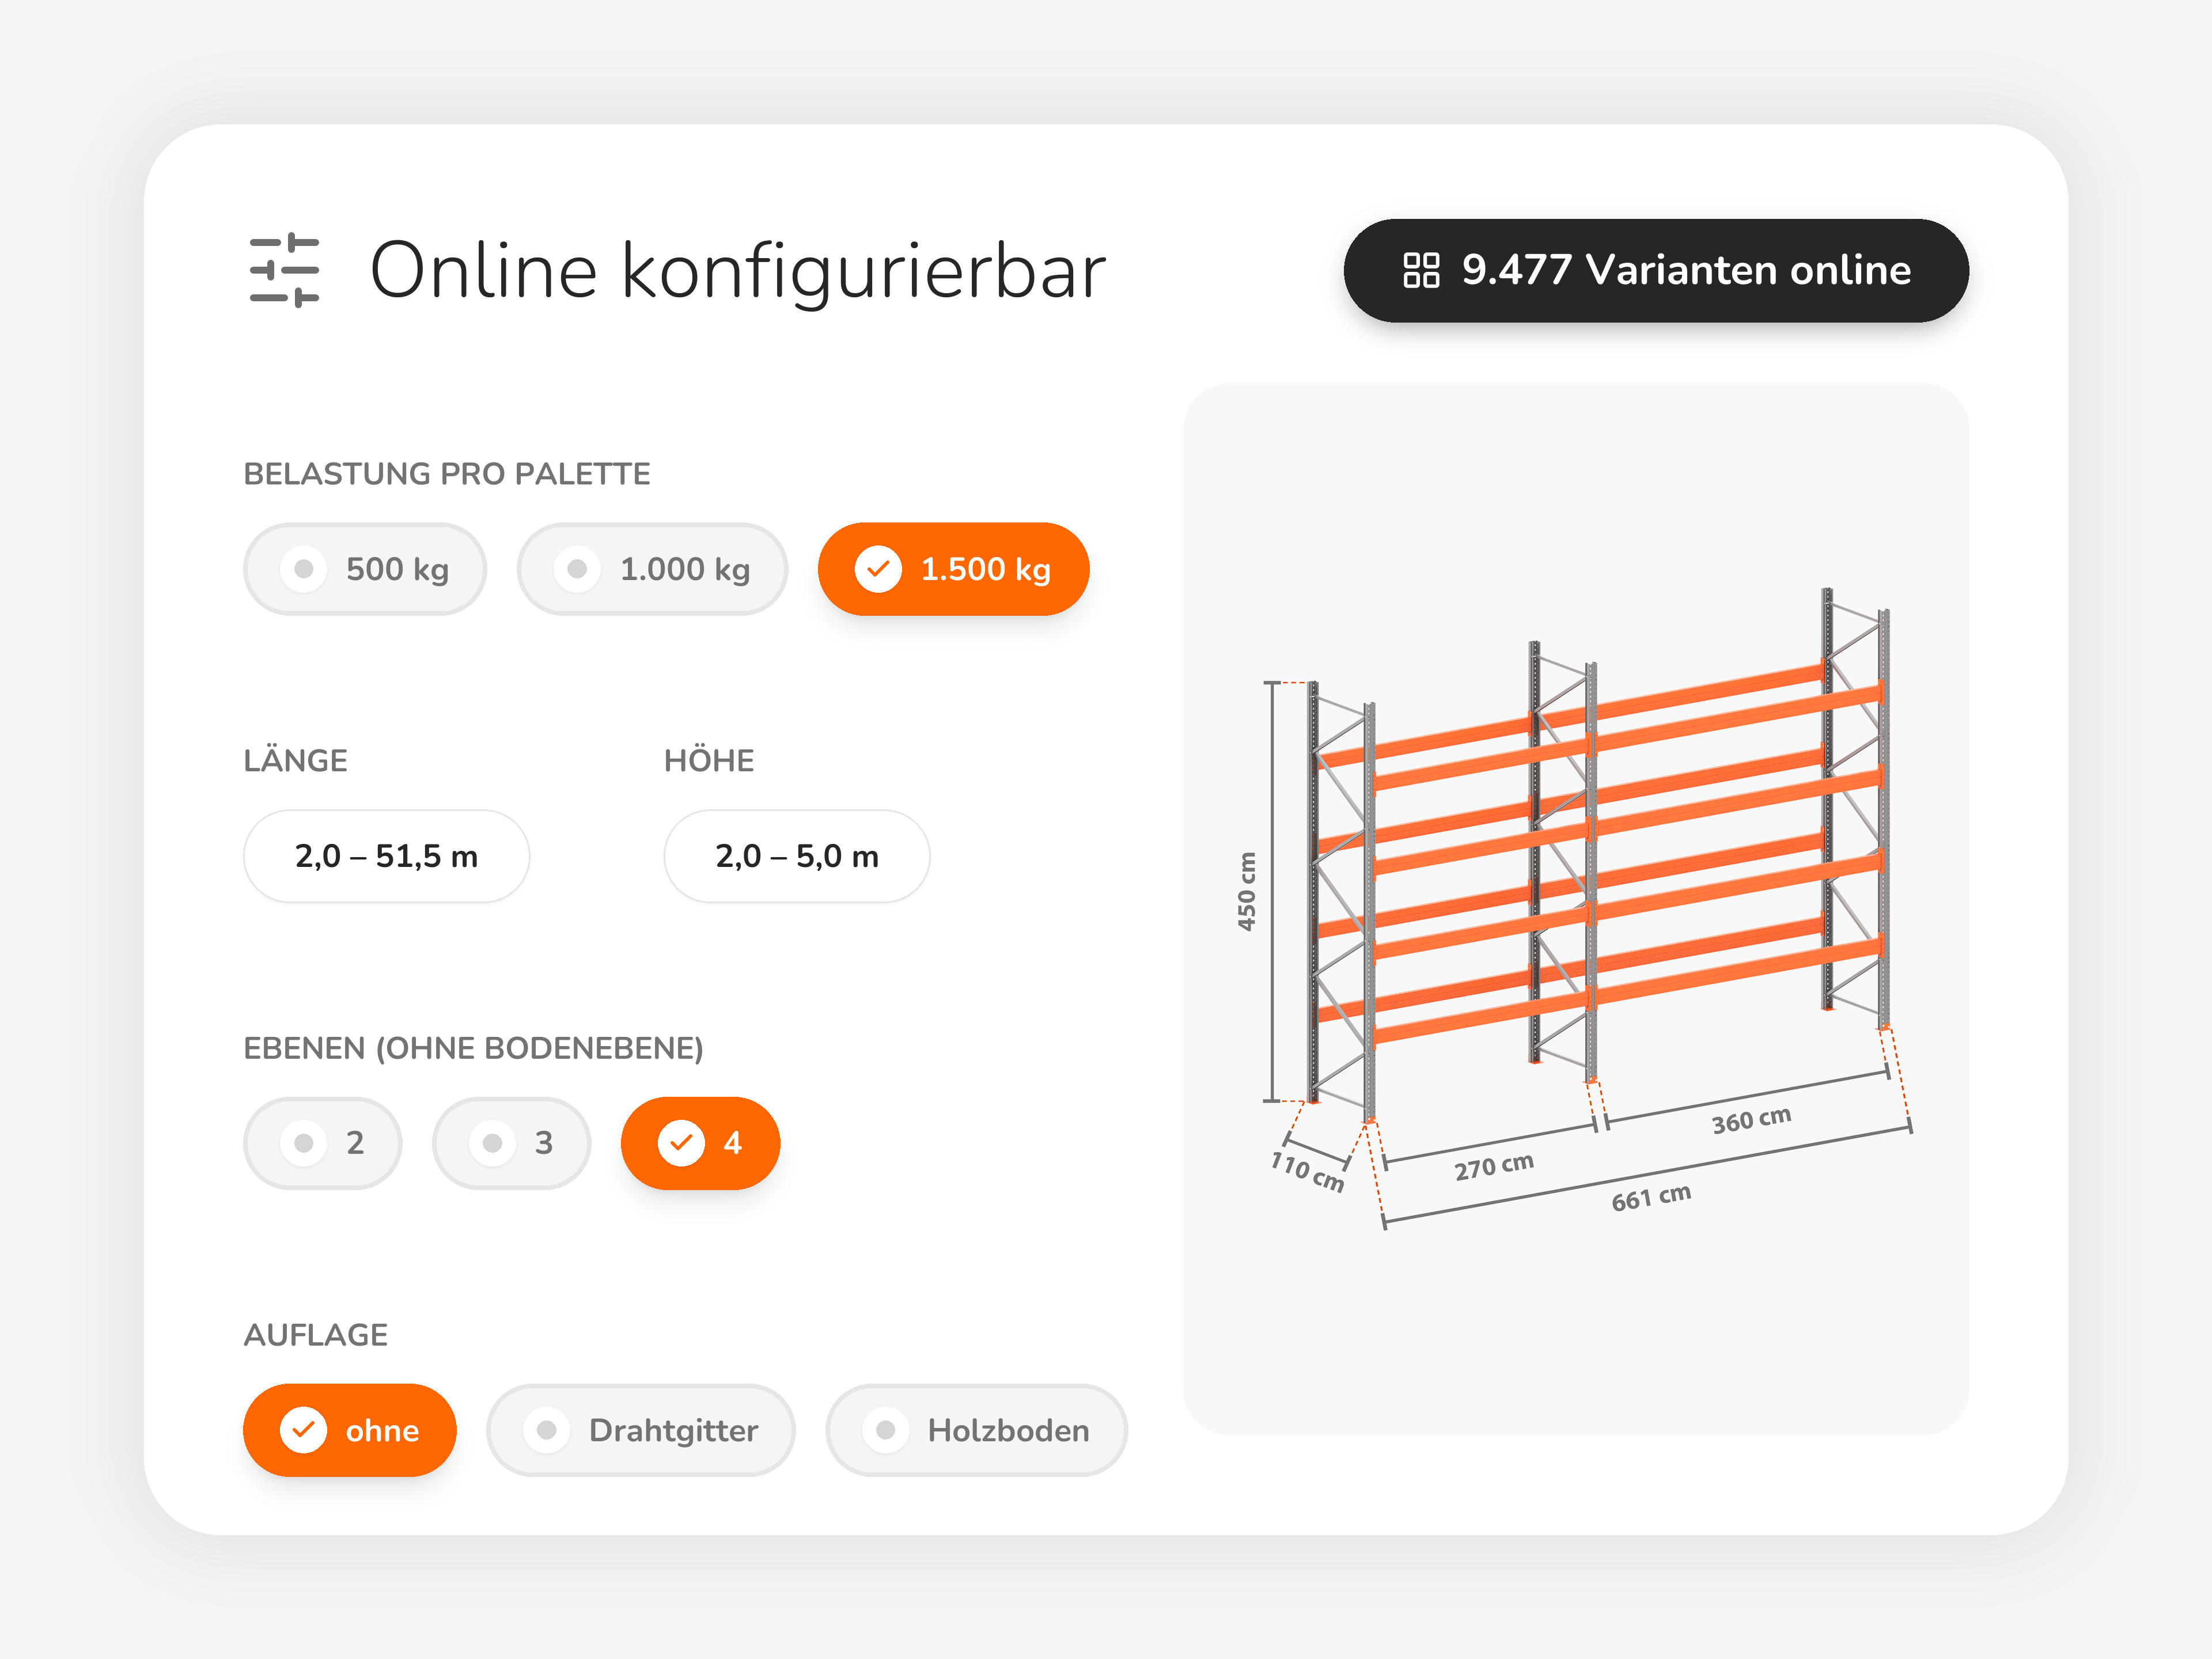 Online konfigurierbar
9.477 Varianten online
BELASTUNG PRO PALETTE
500 kg
1.000 kg
1.500 kg
LÄNGE
HÖHE
2,0 – 51,5 m
2,0 – 5,0 m
EBENEN (OHNE BODENEBENE)
2
3
4
AUFLAGE
ohne
Drahtgitter
Holzboden
450 cm
110 cm
270 cm
360 cm
661 cm